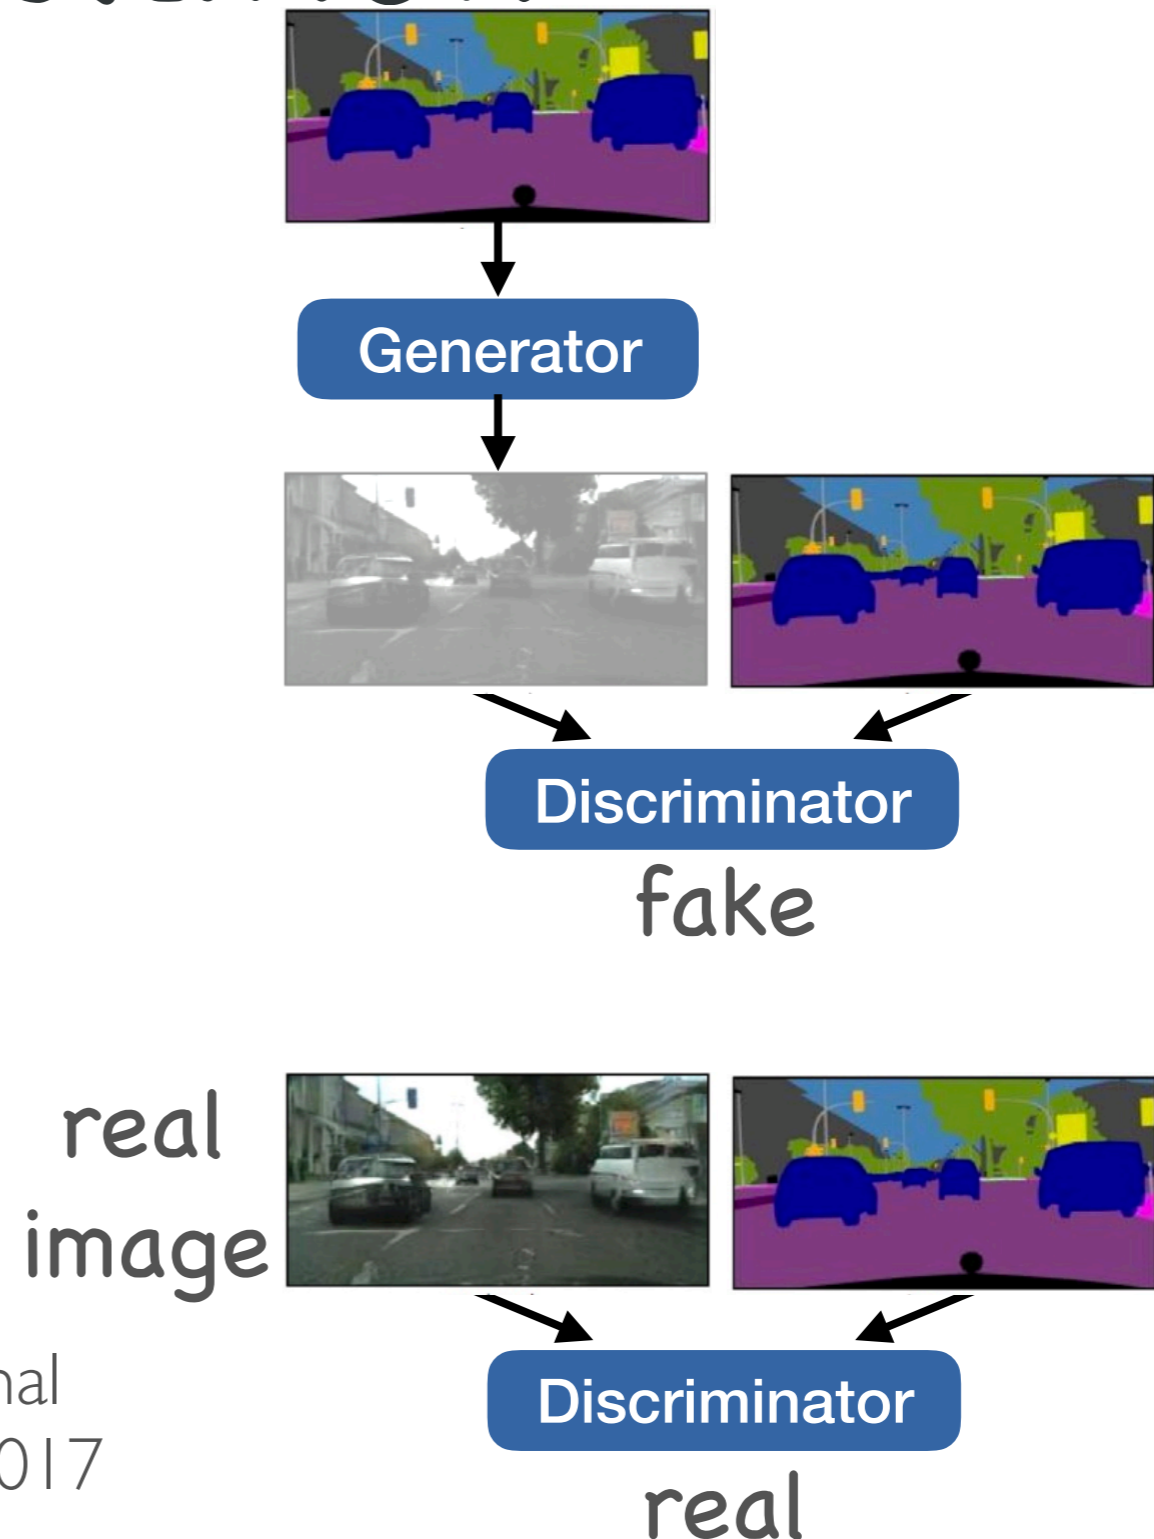 Generator
Discriminator
fake
real
image
Discriminator
nal
017
real